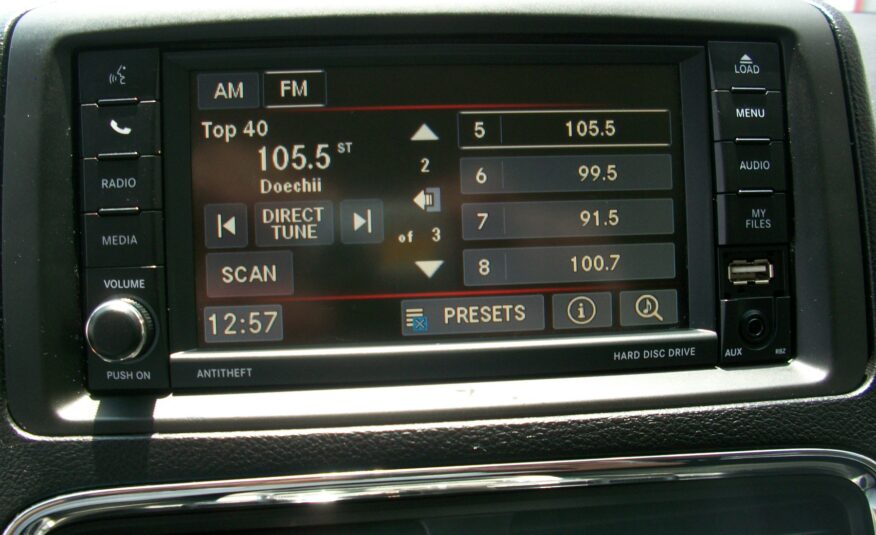 AM FM
Top 40
105.5 ST
Doechii
DIRECT
TUNE
SCAN
12:57
2
of 3
5 105.5
6 99.5
7 91.5
8 100.7
PRESETS
i
RADIO
MEDIA
VOLUME
PUSH ON
LOAD
MENU
AUDIO
MY
FILES
AUX
RBZ
ANTITHEFT
HARD DISC DRIVE